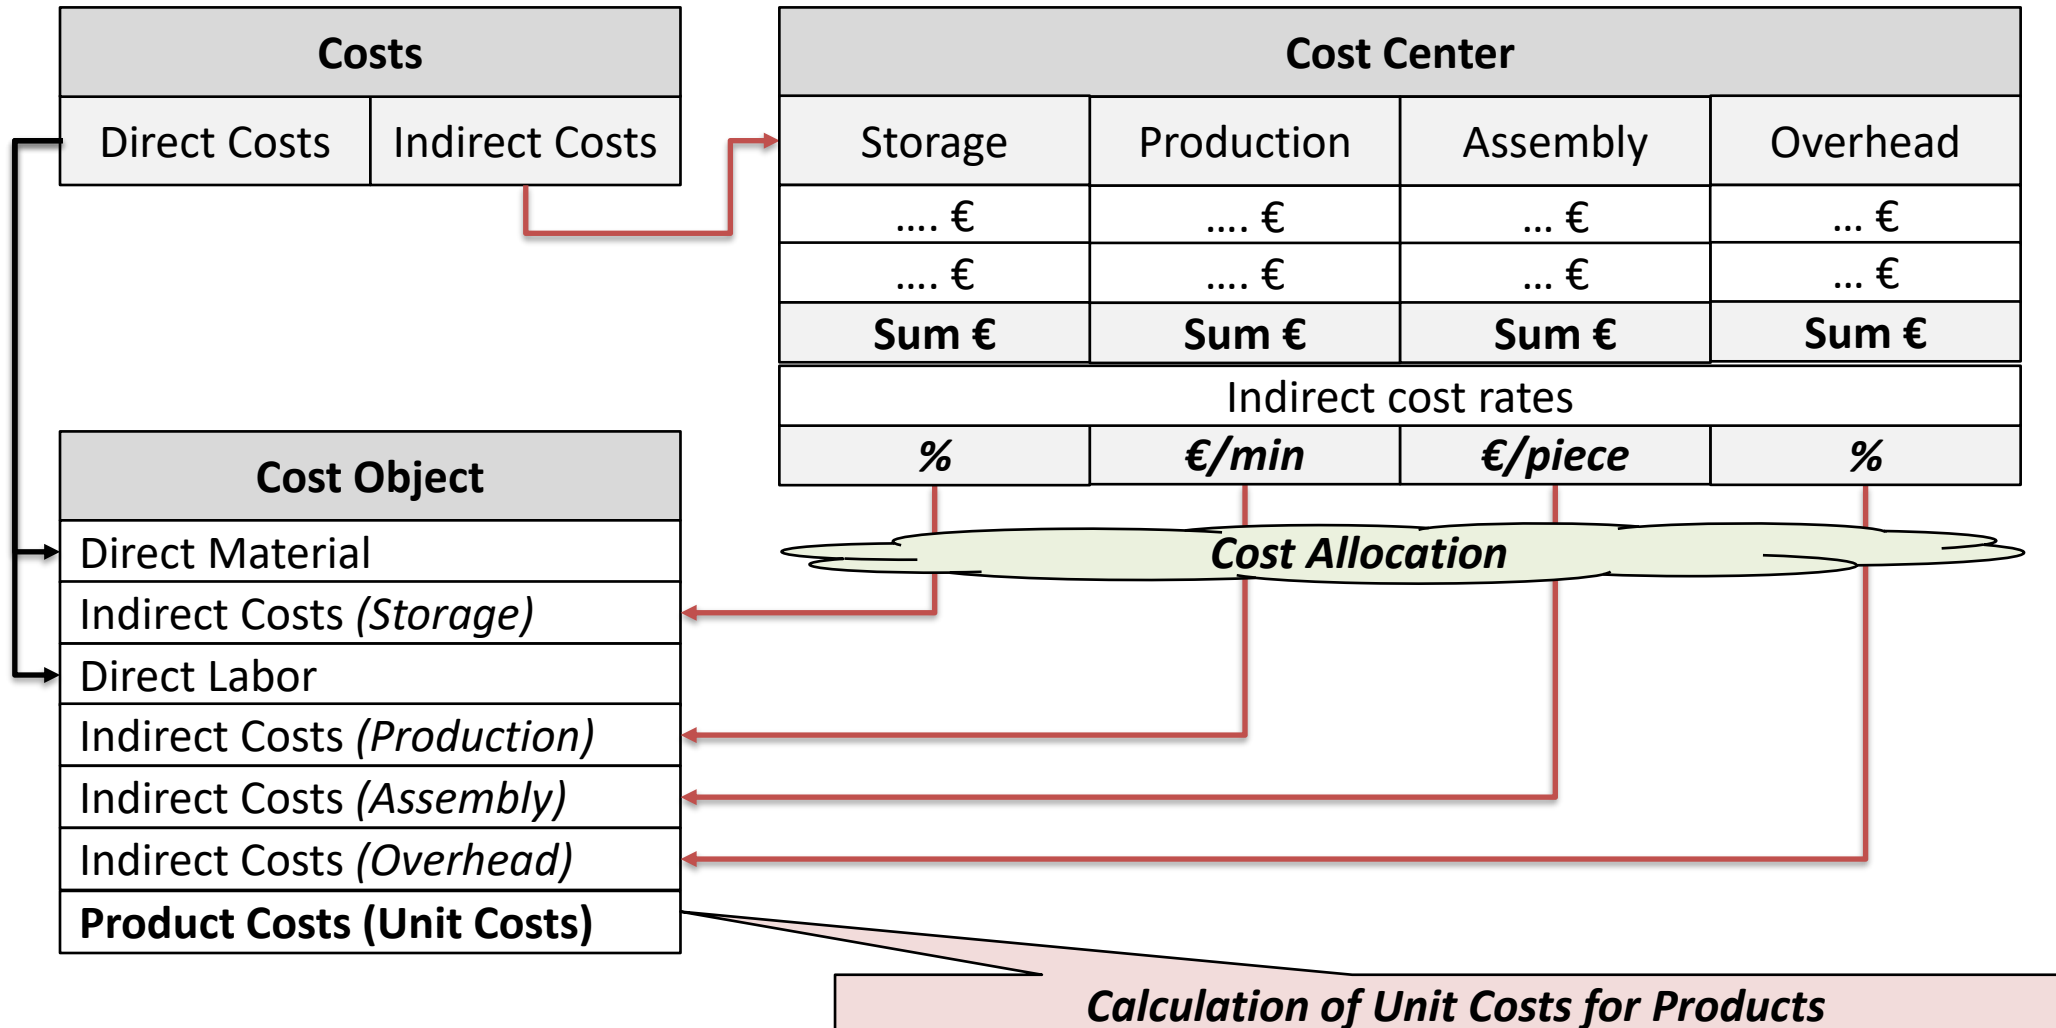 Costs
Direct Costs Indirect Costs
Cost Center
Storage Production Assembly Overhead
.... € .... € ... € ... €
.... € .... € ... € ... €
Sum € Sum € Sum € Sum €
Indirect cost rates
% €/min €/piece %
Cost Allocation
Cost Object
Direct Material
Indirect Costs (Storage)
Direct Labor
Indirect Costs (Production)
Indirect Costs (Assembly)
Indirect Costs (Overhead)
Product Costs (Unit Costs)
Calculation of Unit Costs for Products